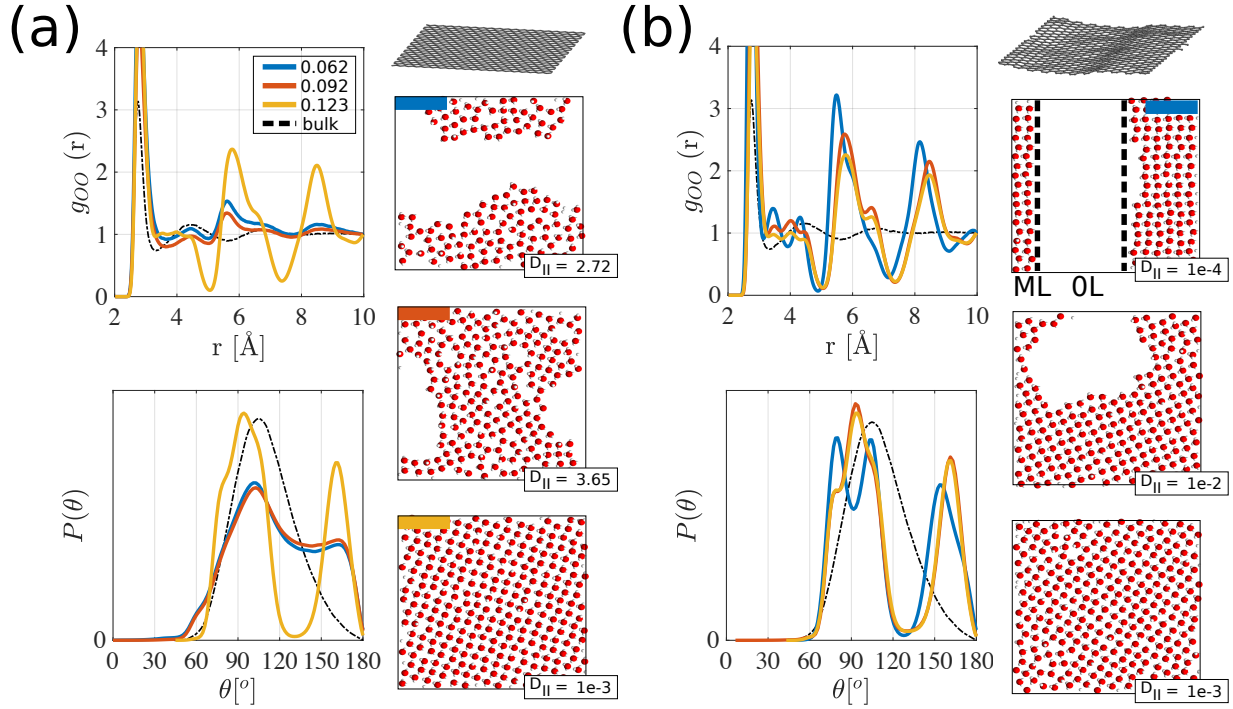 (a)
4
3
2
1
0
g_OO (r)
0.062
0.092
0.123
bulk
2 4 6 8 10
r [Å]
D_II = 2.72
D_II = 3.65
P(θ)
0
0 30 60 90 120 150 180
θ[°]
D_II = 1e-3
(b)
4
3
2
1
0
g_OO (r)
2 4 6 8 10
r [Å]
D_II = 1e-4
ML 0L
D_II = 1e-2
P(θ)
0
0 30 60 90 120 150 180
θ[°]
D_II = 1e-3